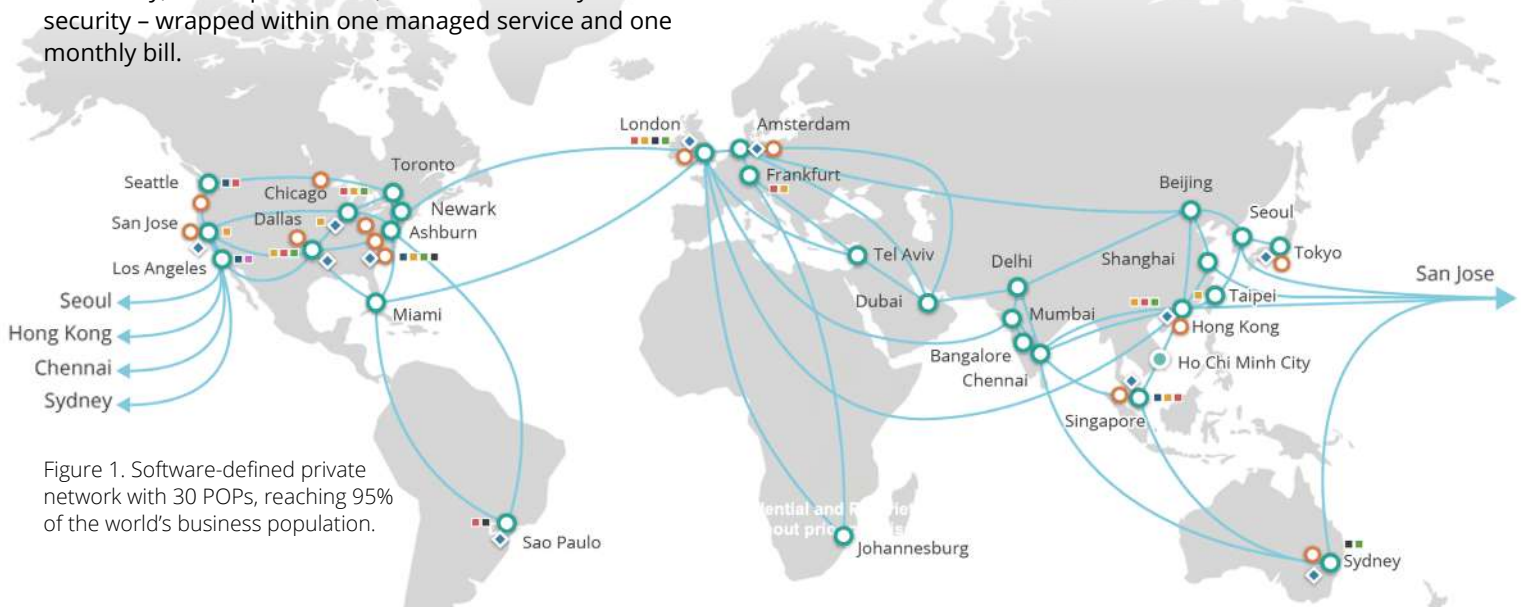 security – wrapped within one managed service and one
monthly bill.
London
Amsterdam
Toronto
Frankfurt
Seattle
Chicago
Beijing
Newark
Seoul
San Jose
Dallas
Ashburn
Tel Aviv
Delhi
Shanghai
Tokyo
Los Angeles
San Jose
Seoul
Dubai
Taipei
Miami
Mumbai
Hong Kong
Hong Kong
Bangalore
Ho Chi Minh City
Chennai
Chennai
Sydney
Singapore
Figure 1. Software-defined private
network with 30 POPs, reaching 95%
of the world's business population.
Sao Paulo
Johannesburg
Sydney